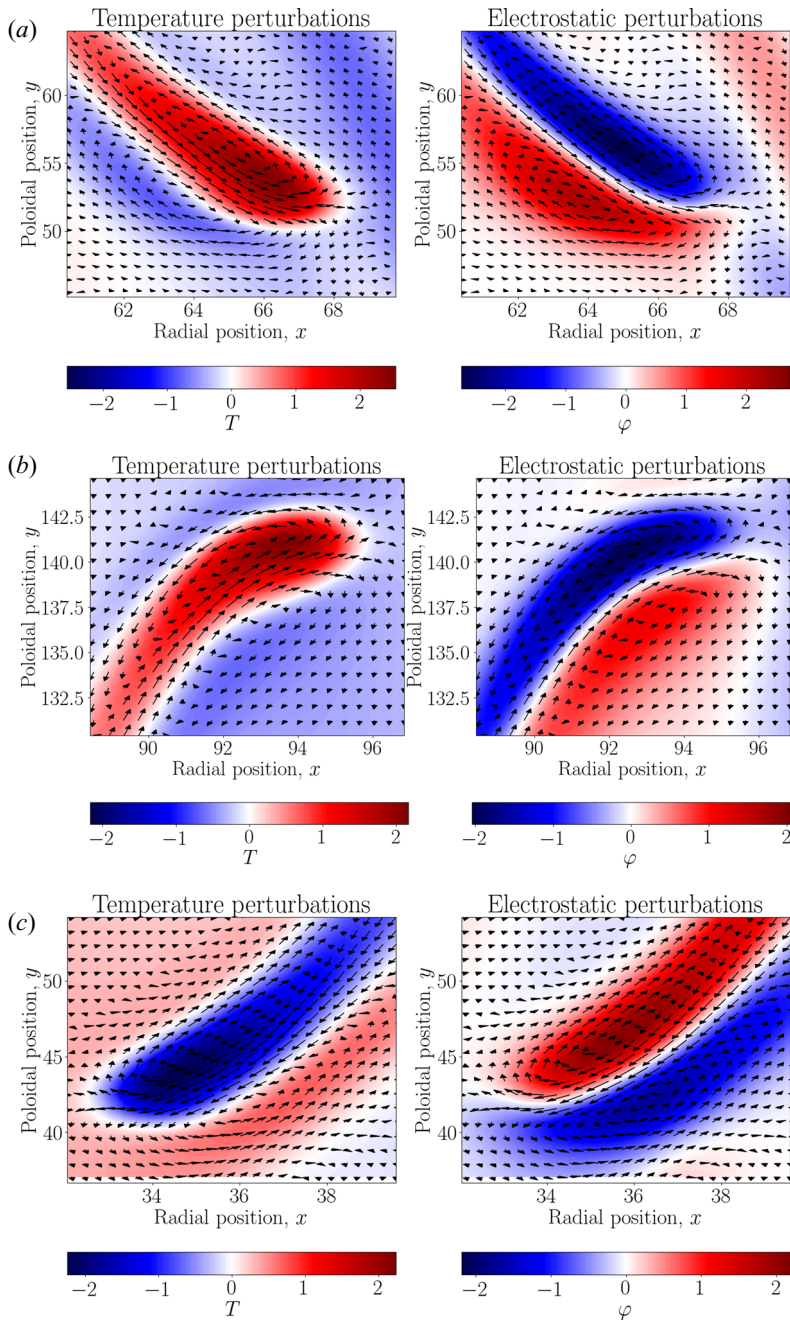 (a)
Temperature perturbations
Electrostatic perturbations
Poloidal position, y
60
55
50
62 64 66 68
Radial position, x
−2 −1 0 1 2
T
Poloidal position, y
60
55
50
62 64 66 68
Radial position, x
−2 −1 0 1 2
φ
(b)
Temperature perturbations
Electrostatic perturbations
Poloidal position, y
142.5
140.0
137.5
135.0
132.5
90 92 94 96
Radial position, x
−2 −1 0 1 2
T
Poloidal position, y
142.5
140.0
137.5
135.0
132.5
90 92 94 96
Radial position, x
−2 −1 0 1 2
φ
(c)
Temperature perturbations
Electrostatic perturbations
Poloidal position, y
50
45
40
34 36 38
Radial position, x
−2 −1 0 1 2
T
Poloidal position, y
50
45
40
34 36 38
Radial position, x
−2 −1 0 1 2
φ